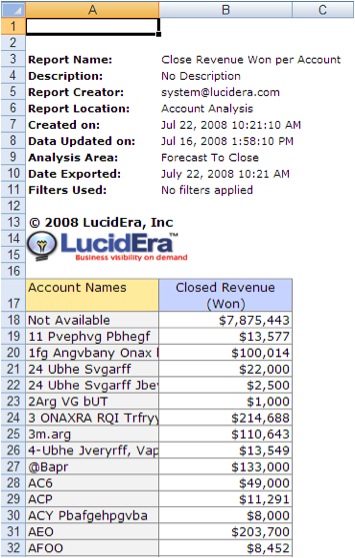 A B C
1
2
3 Report Name: Close Revenue Won per Account
4 Description: No Description
5 Report Creator: system@lucidera.com
6 Report Location: Account Analysis
7 Created on: Jul 22, 2008 10:21:10 AM
8 Data Updated on: Jul 16, 2008 1:58:10 PM
9 Analysis Area: Forecast To Close
10 Date Exported: July 22, 2008 10:21 AM
11 Filters Used: No filters applied
12
13 © 2008 LucidEra, Inc
14 LucidEra™
15 Business visibility on demand
16
17 Account Names Closed Revenue (Won)
18 Not Available $7,875,443
19 11 Pvephvg Pbhegf $13,577
20 1fg Angvbany Onax $100,014
21 24 Ubhe Svgarff $22,000
22 24 Ubhe Svgarff Jbe $2,500
23 2Arg VG bUT $1,000
24 3 ONAXRA RQI Trfryy $214,688
25 3m.arg $110,643
26 4-Ubhe Jveryrff, Vap $13,549
27 @Bapr $133,000
28 AC6 $49,000
29 ACP $11,291
30 ACY Pbafgehpgvba $8,000
31 AEO $203,700
32 AFOO $8,452